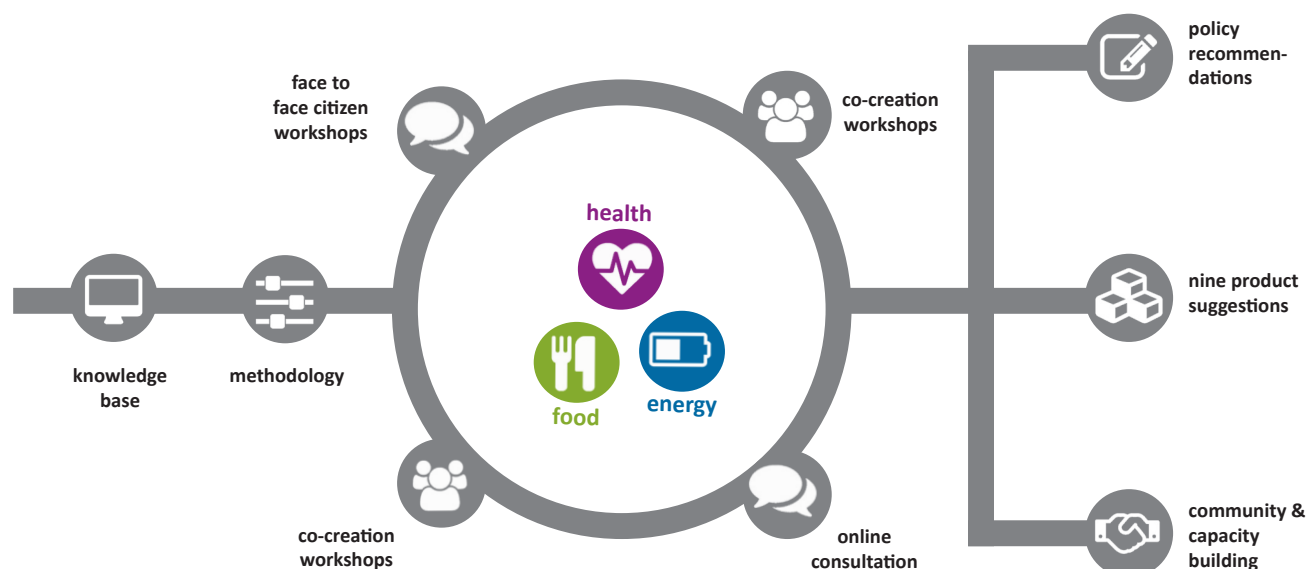 face to
face citizen
workshops
co-creation
workshops
policy
recommen-
dations
health
knowledge
base
methodology
food
energy
nine product
suggestions
co-creation
workshops
online
consultation
community &
capacity
building